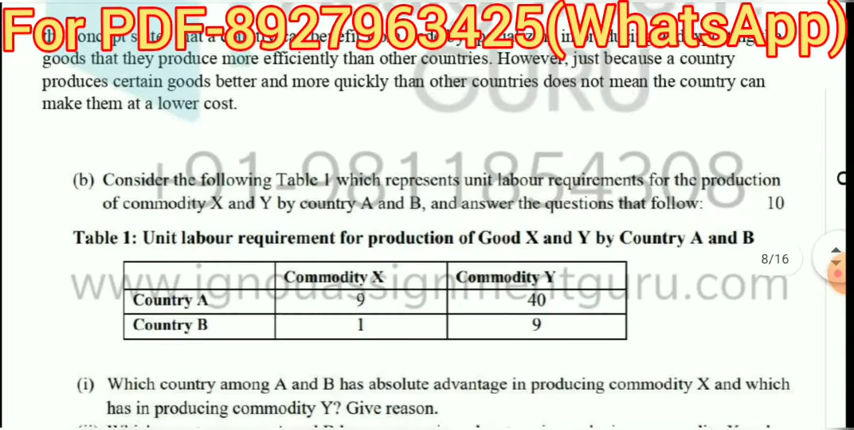 For PDF-8927963425(WhatsApp)
goods that they produce more efficiently than other countries. However, just because a country
produces certain goods better and more quickly than other countries does not mean the country can
make them at a lower cost.
GURU
+91-9811854308
(b) Consider the following Table 1 which represents unit labour requirements for the production
of commodity X and Y by country A and B, and answer the questions that follow: 10
Table 1: Unit labour requirement for production of Good X and Y by Country A and B
8/16
Commodity X Commodity Y
www.ignouassignmentguru.com
Country A 9 40
Country B 1 9
(i) Which country among A and B has absolute advantage in producing commodity X and which
has in producing commodity Y? Give reason.